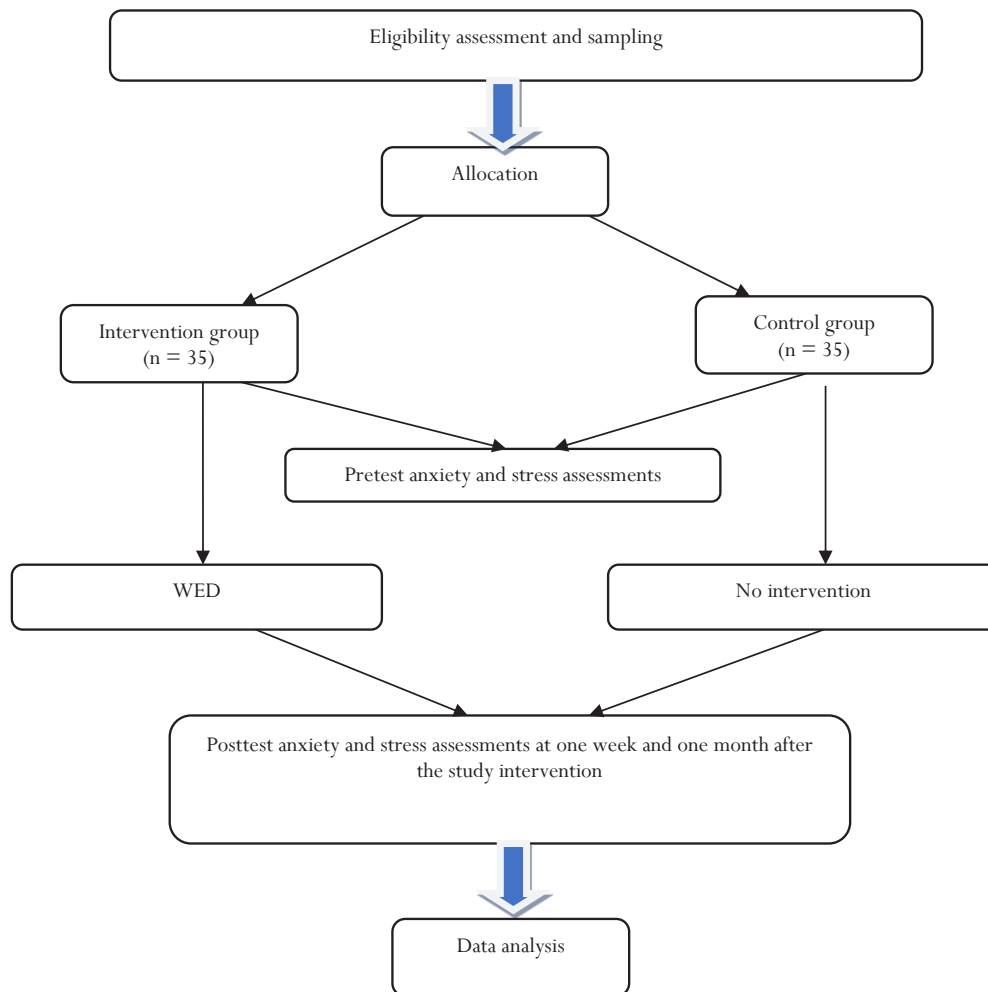 Eligibility assessment and sampling
Allocation
Intervention group
(n = 35)
Control group
(n = 35)
Pretest anxiety and stress assessments
WED
No intervention
Posttest anxiety and stress assessments at one week and one month after
the study intervention
Data analysis